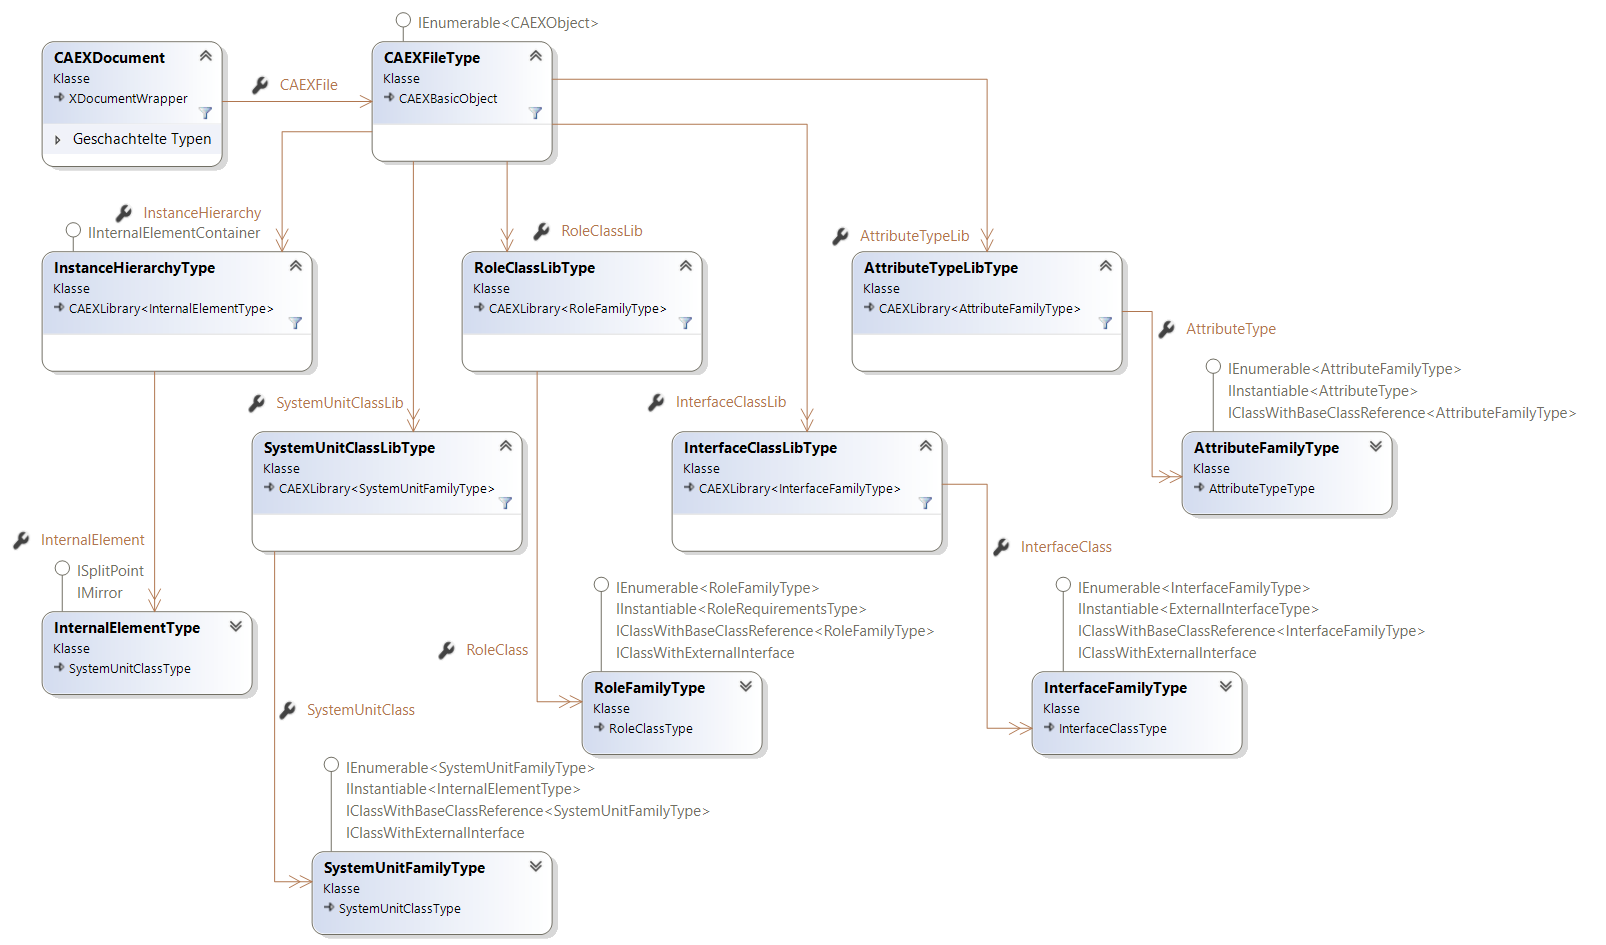 IEnumerable<CAEXObject>
CAEXDocument
Klasse
XDocumentWrapper
Geschachtelte Typen
CAEXFile
CAEXFileType
Klasse
CAEXBasicObject
InstanceHierarchy
IInternalElementContainer
InstanceHierarchyType
Klasse
CAEXLibrary<InternalElementType>
RoleClassLib
RoleClassLibType
Klasse
CAEXLibrary<RoleFamilyType>
AttributeTypeLib
AttributeTypeLibType
Klasse
CAEXLibrary<AttributeFamilyType>
AttributeType
IEnumerable<AttributeFamilyType>
IInstantiable<AttributeType>
IClassWithBaseClassReference<AttributeFamilyType>
AttributeFamilyType
Klasse
AttributeTypeType
SystemUnitClassLib
SystemUnitClassLibType
Klasse
CAEXLibrary<SystemUnitFamilyType>
InterfaceClassLib
InterfaceClassLibType
Klasse
CAEXLibrary<InterfaceFamilyType>
InternalElement
ISplitPoint
IMirror
InternalElementType
Klasse
SystemUnitClassType
RoleClass
IEnumerable<RoleFamilyType>
IInstantiable<RoleRequirementsType>
IClassWithBaseClassReference<RoleFamilyType>
IClassWithExternalInterface
RoleFamilyType
Klasse
RoleClassType
InterfaceClass
IEnumerable<InterfaceFamilyType>
IInstantiable<ExternalInterfaceType>
IClassWithBaseClassReference<InterfaceFamilyType>
IClassWithExternalInterface
InterfaceFamilyType
Klasse
InterfaceClassType
SystemUnitClass
IEnumerable<SystemUnitFamilyType>
IInstantiable<InternalElementType>
IClassWithBaseClassReference<SystemUnitFamilyType>
IClassWithExternalInterface
SystemUnitFamilyType
Klasse
SystemUnitClassType